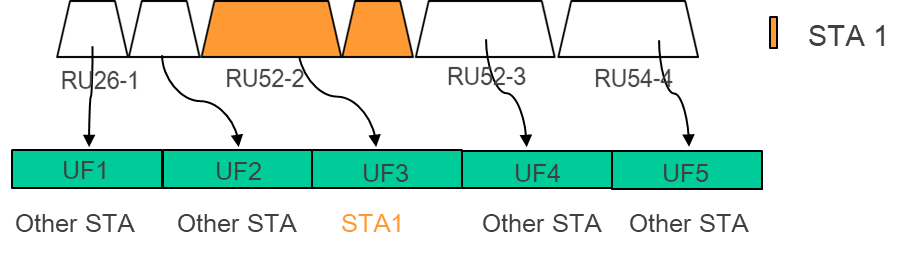 STA 1
RU26-1 RU52-2 RU52-3 RU54-4
UF1 UF2 UF3 UF4 UF5
Other STA Other STA STA1 Other STA Other STA